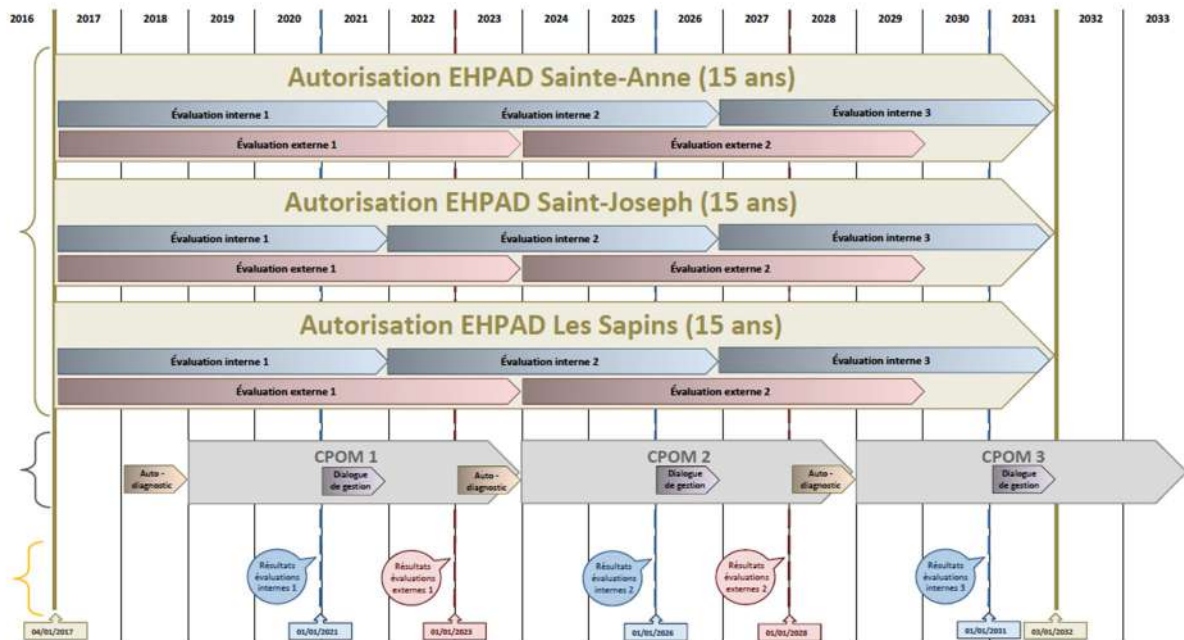 2016 2017 2018 2019 2020 2021 2022 2023 2024 2025 2026 2027 2028 2029 2030 2031 2032 2033
Autorisation EHPAD Sainte-Anne (15 ans)
Évaluation interne 1 Évaluation interne 2 Évaluation interne 3
Évaluation externe 1 Évaluation externe 2
Autorisation EHPAD Saint-Joseph (15 ans)
Évaluation interne 1 Évaluation interne 2 Évaluation interne 3
Évaluation externe 1 Évaluation externe 2
Autorisation EHPAD Les Sapins (15 ans)
Évaluation interne 1 Évaluation interne 2 Évaluation interne 3
Évaluation externe 1 Évaluation externe 2
CPOM 1 CPOM 2 CPOM 3
Auto-
diagnostic
Dialogue
de gestion
Auto-
diagnostic
Dialogue
de gestion
Auto-
diagnostic
Dialogue
de gestion
Résultats
évaluations
internes 1
Résultats
évaluations
externes 1
Résultats
évaluations
internes 2
Résultats
évaluations
externes 2
Résultats
évaluations
internes 3
04/01/2017 01/01/2021 01/01/2023 01/01/2026 01/01/2028 01/01/2031 03/01/2032